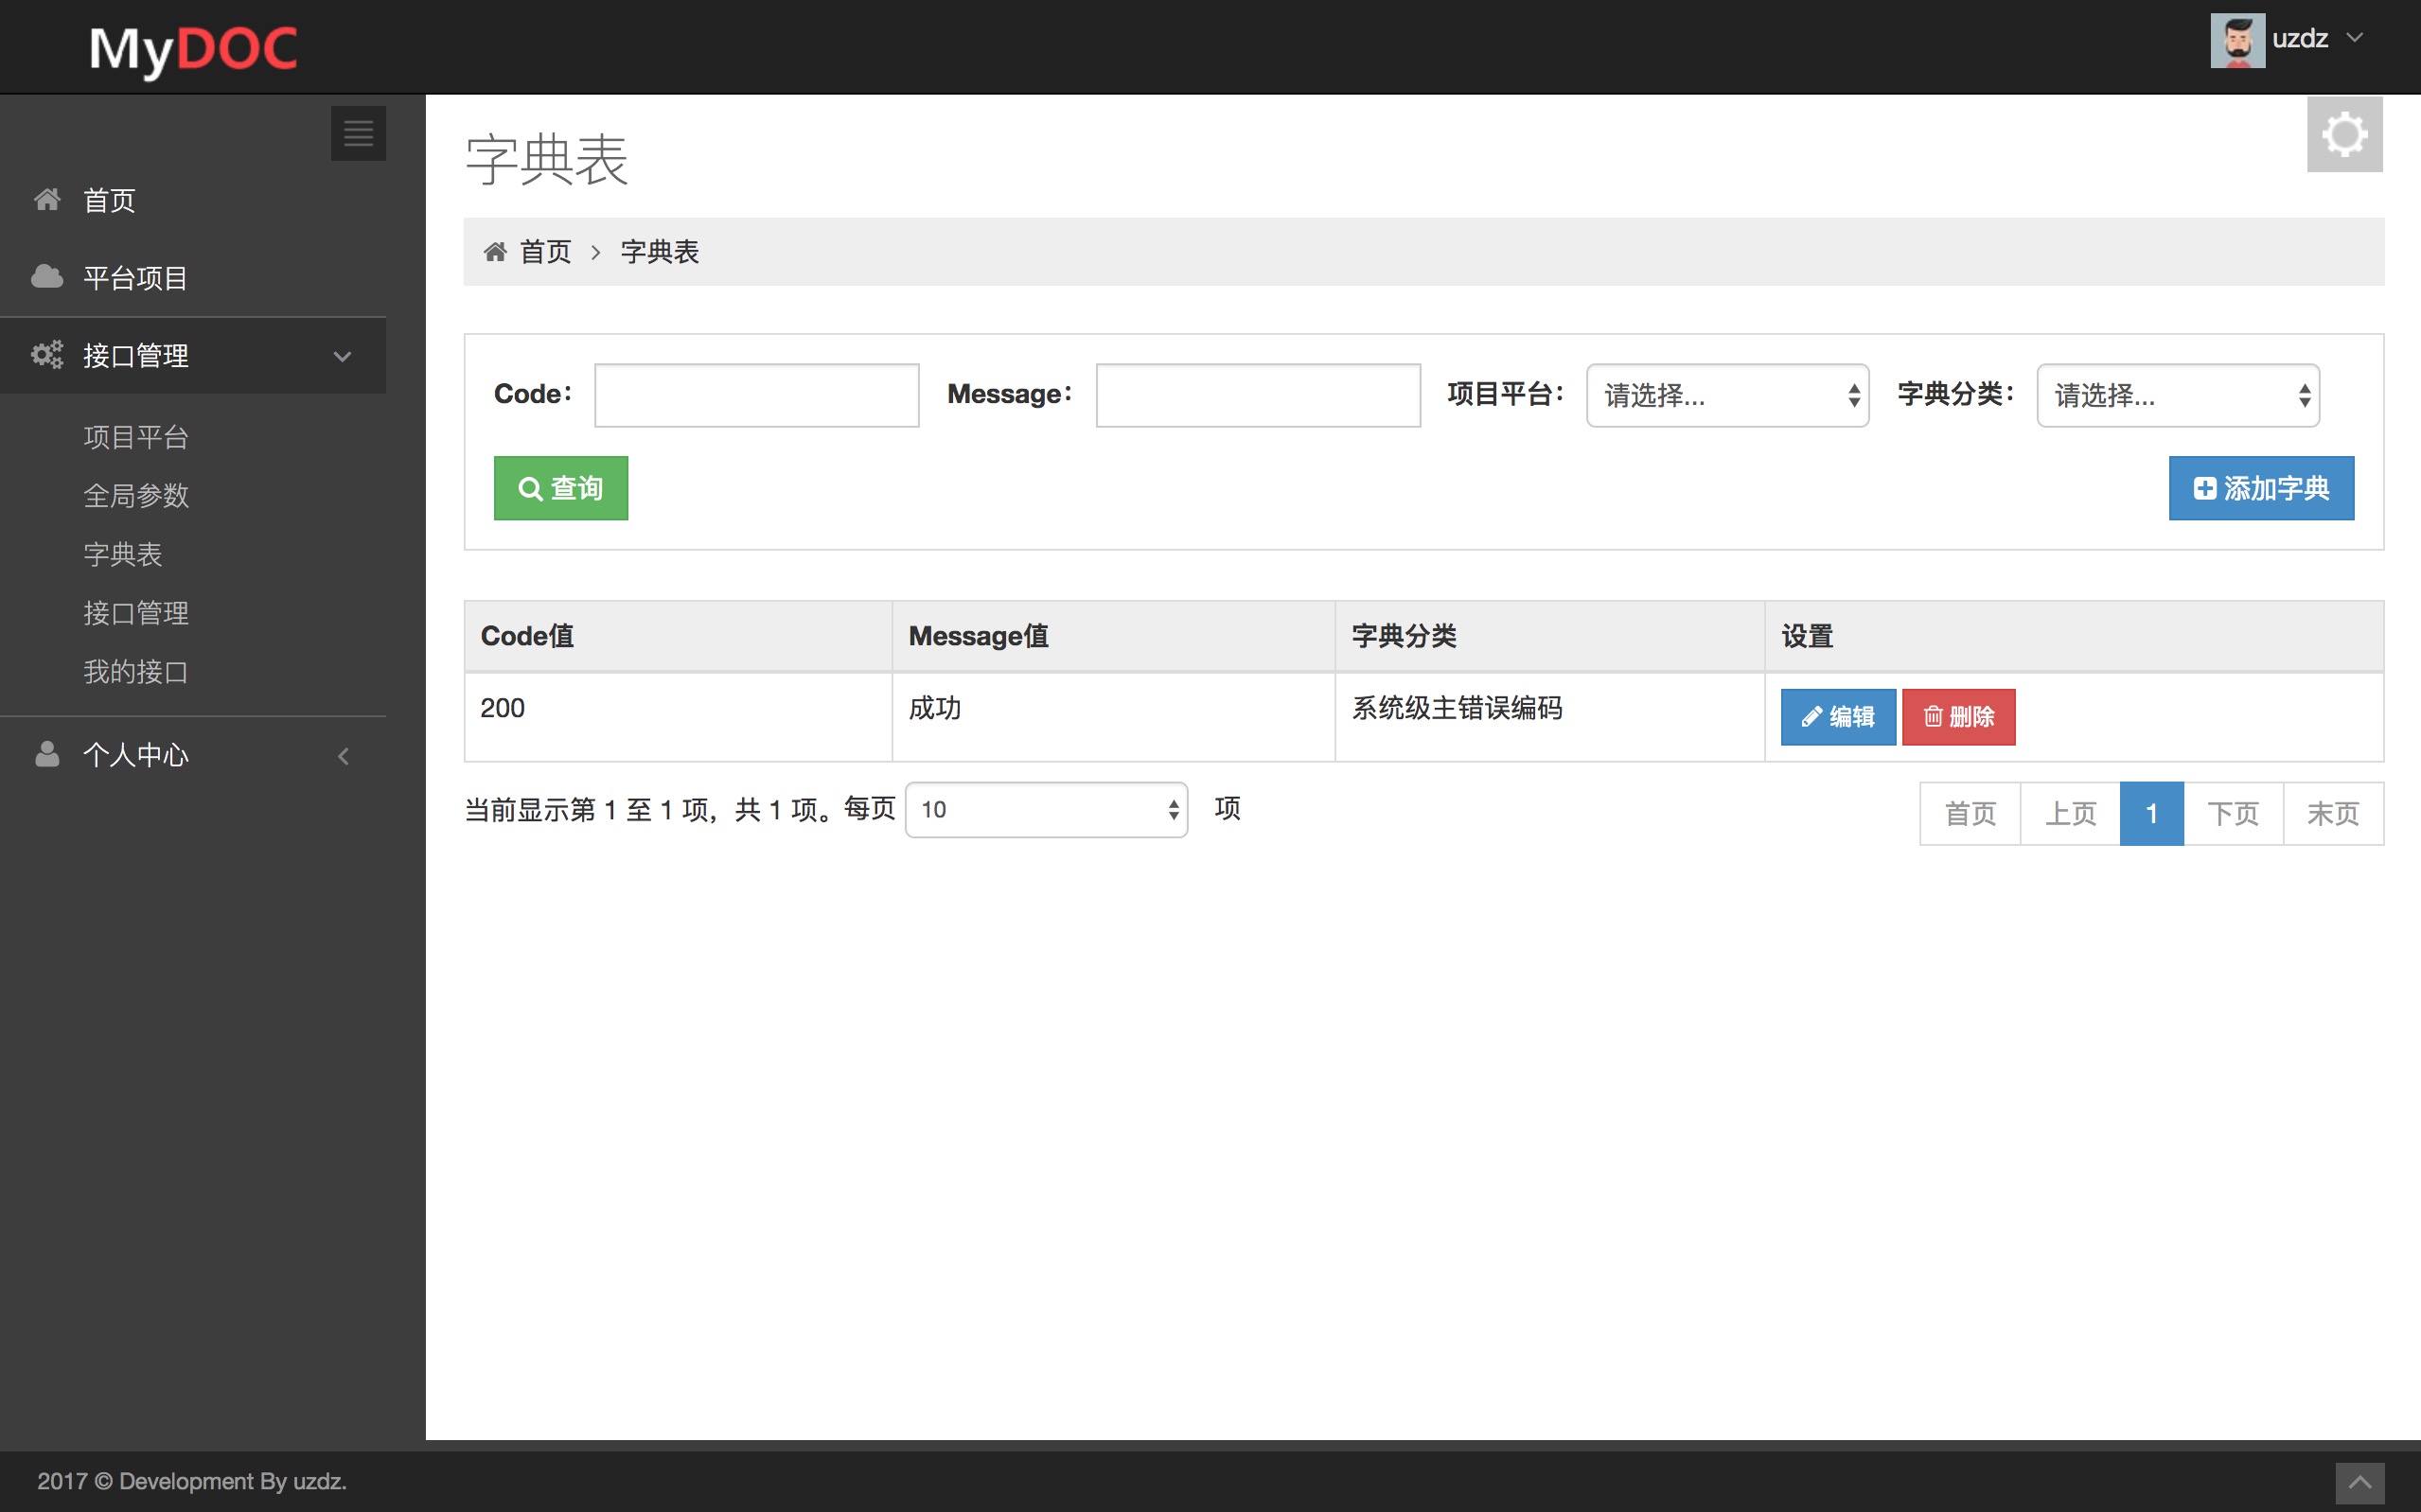 MyDOC
uzdz
首页
平台项目
接口管理
项目平台
全局参数
字典表
接口管理
我的接口
个人中心
字典表
首页 > 字典表
Code： Message： 项目平台： 请选择... 字典分类： 请选择...
查询 添加字典
Code值 Message值 字典分类 设置
200 成功 系统级主错误编码 编辑 删除
当前显示第 1 至 1 项，共 1 项。每页 10 项 首页 上页 1 下页 末页
2017 © Development By uzdz.